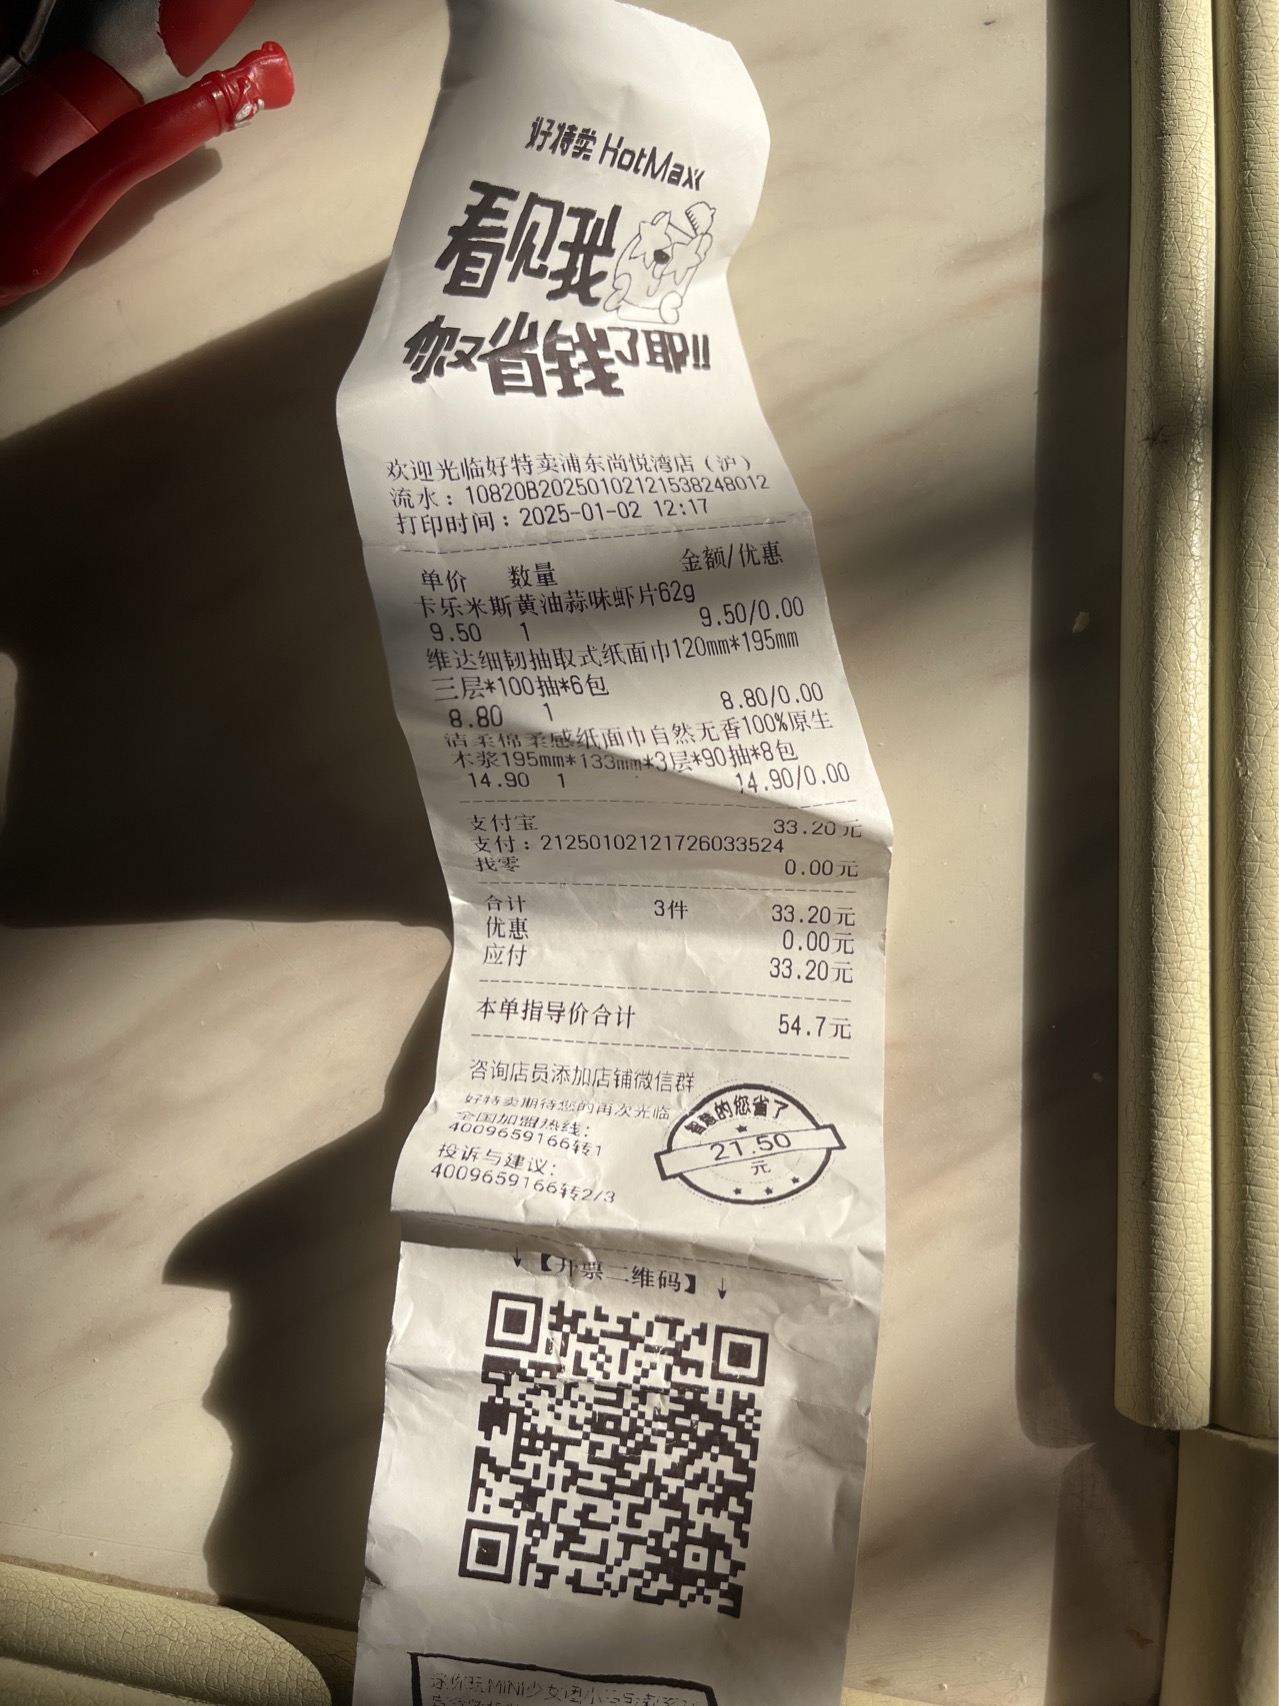 好特卖 HotMaxx
看见我
你又省钱了耶!!
欢迎光临好特卖浦东尚悦湾店（沪）
流水：10820B20250102121538248012
打印时间：2025-01-02 12:17
单价 数量 金额/优惠
卡乐米斯黄油蒜味虾片62g
9.50 1 9.50/0.00
维达细韧抽取式纸面巾120mm*195mm
三层*100抽*6包
8.80 1 8.80/0.00
洁柔棉柔感纸面巾自然无香100%原生
木浆195mm*133mm*3层*90抽*8包
14.90 1 14.90/0.00
支付宝 33.20元
支付：21250102121726033524
找零 0.00元
合计 3件 33.20元
优惠 0.00元
应付 33.20元
本单指导价合计 54.7元
咨询店员添加店铺微信群
好特卖期待您的再次光临
全国加盟热线：
4009659166转1
投诉与建议：
4009659166转2/3
智慧的您省了
21.50
元
↓【开票二维码】↓